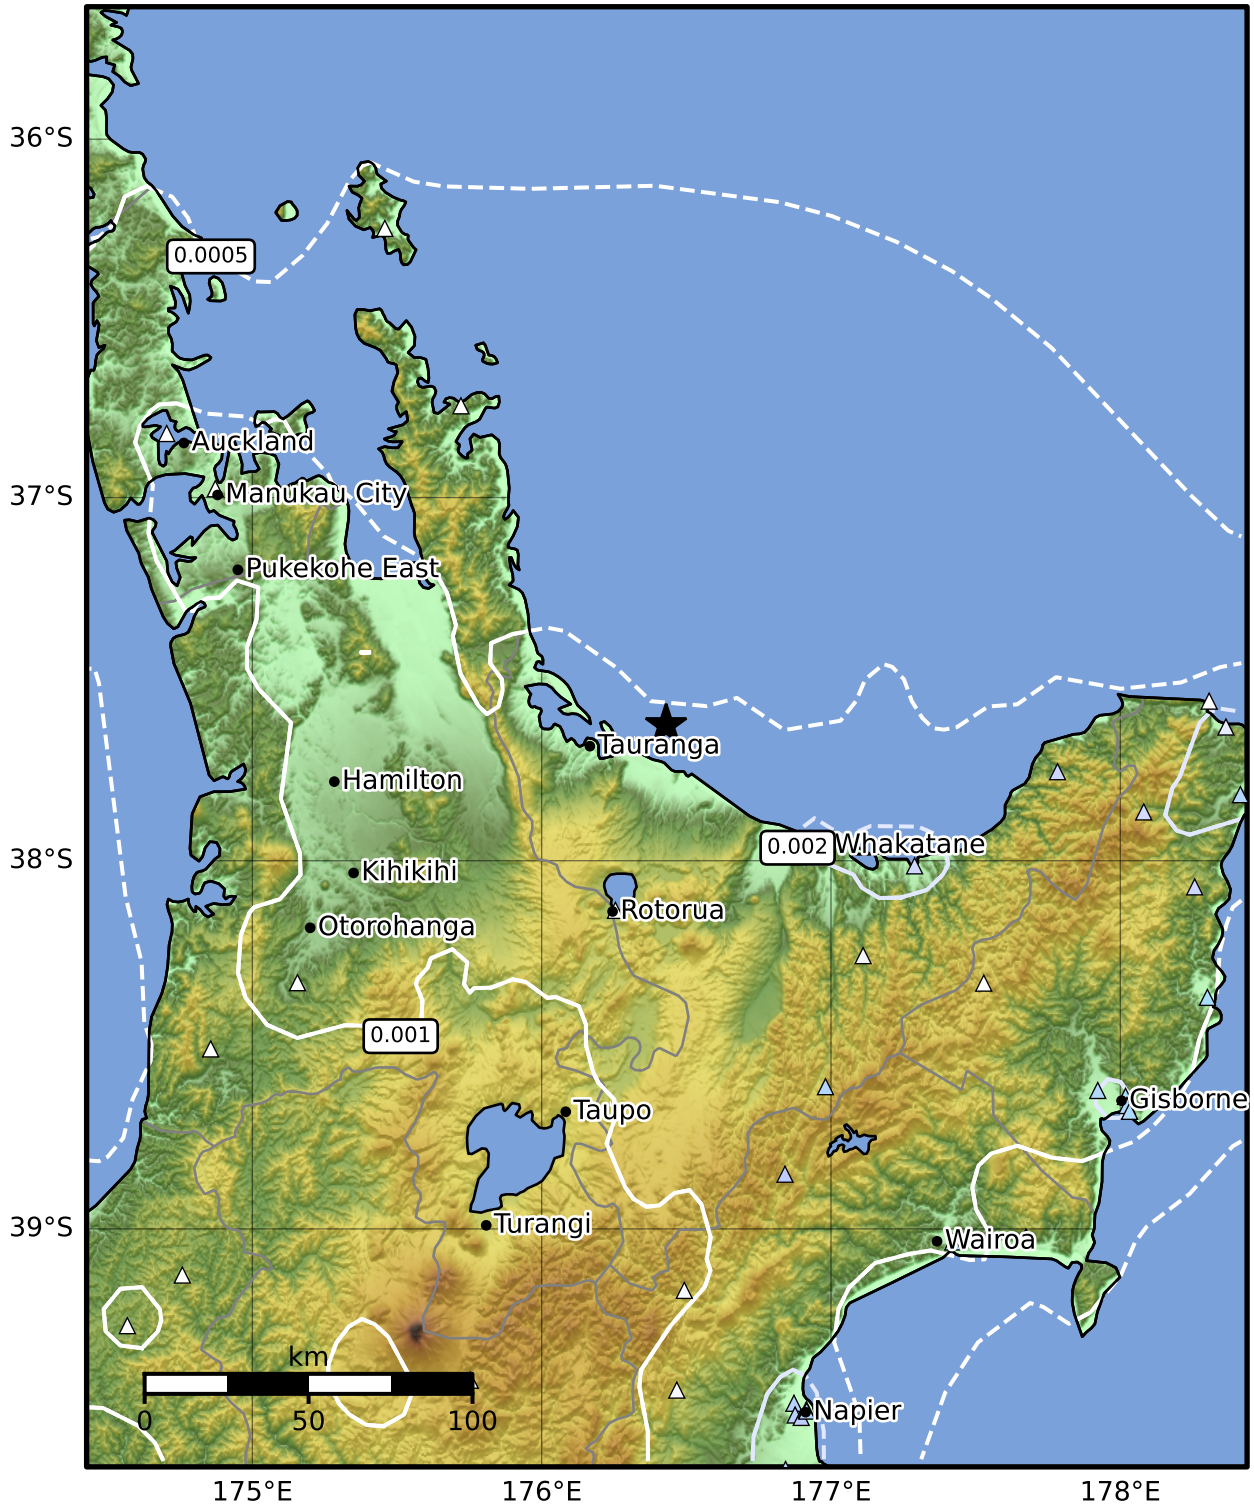 36°S
0.0005
Auckland
37°S
Manukau City
Pukekohe East
Tauranga
Hamilton
0.002
Whakatane
38°S
Kihikihi
Rotorua
Otorohanga
0.001
Gisborne
Taupo
39°S
Turangi
Wairoa
km
0
50
100
Napier
175°E
176°E
177°E
178°E